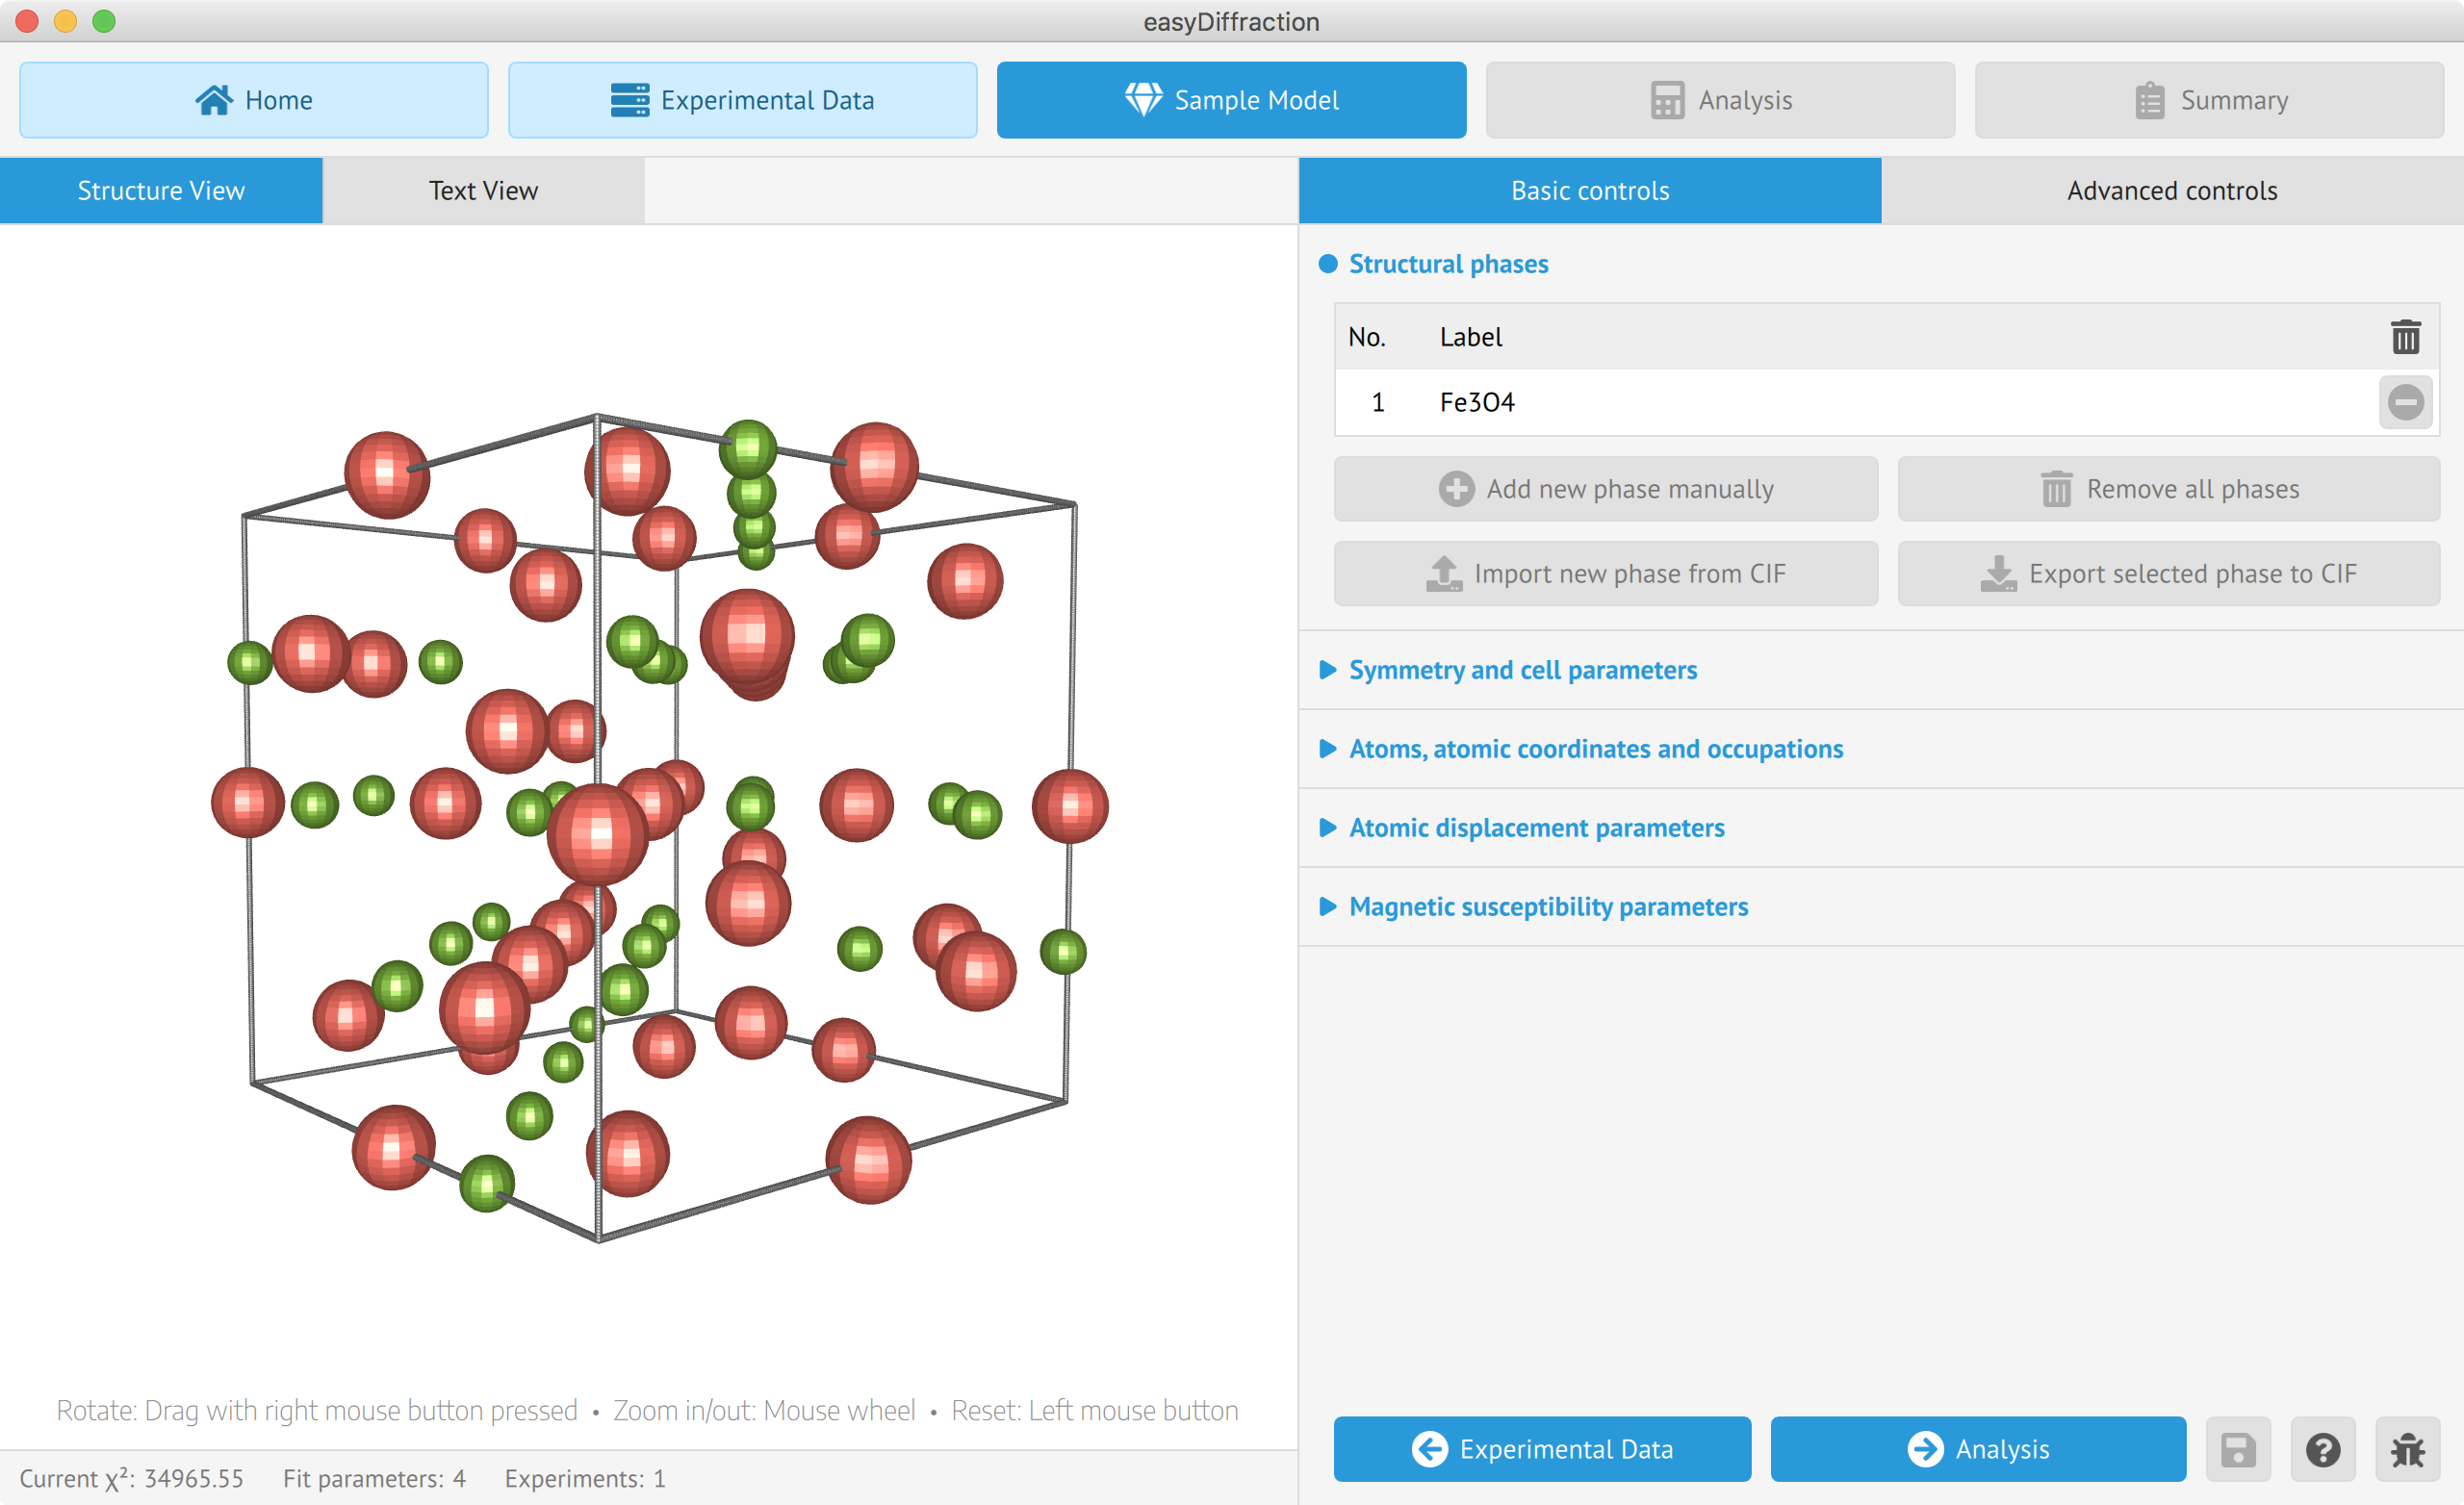 easyDiffraction
Home
Experimental Data
Sample Model
Analysis
Summary
Structure View
Text View
Basic controls
Advanced controls
Structural phases
No. Label
1 Fe3O4
Add new phase manually
Remove all phases
Import new phase from CIF
Export selected phase to CIF
Symmetry and cell parameters
Atoms, atomic coordinates and occupations
Atomic displacement parameters
Magnetic susceptibility parameters
Rotate: Drag with right mouse button pressed • Zoom in/out: Mouse wheel • Reset: Left mouse button
Experimental Data
Analysis
Current χ²: 34965.55 Fit parameters: 4 Experiments: 1